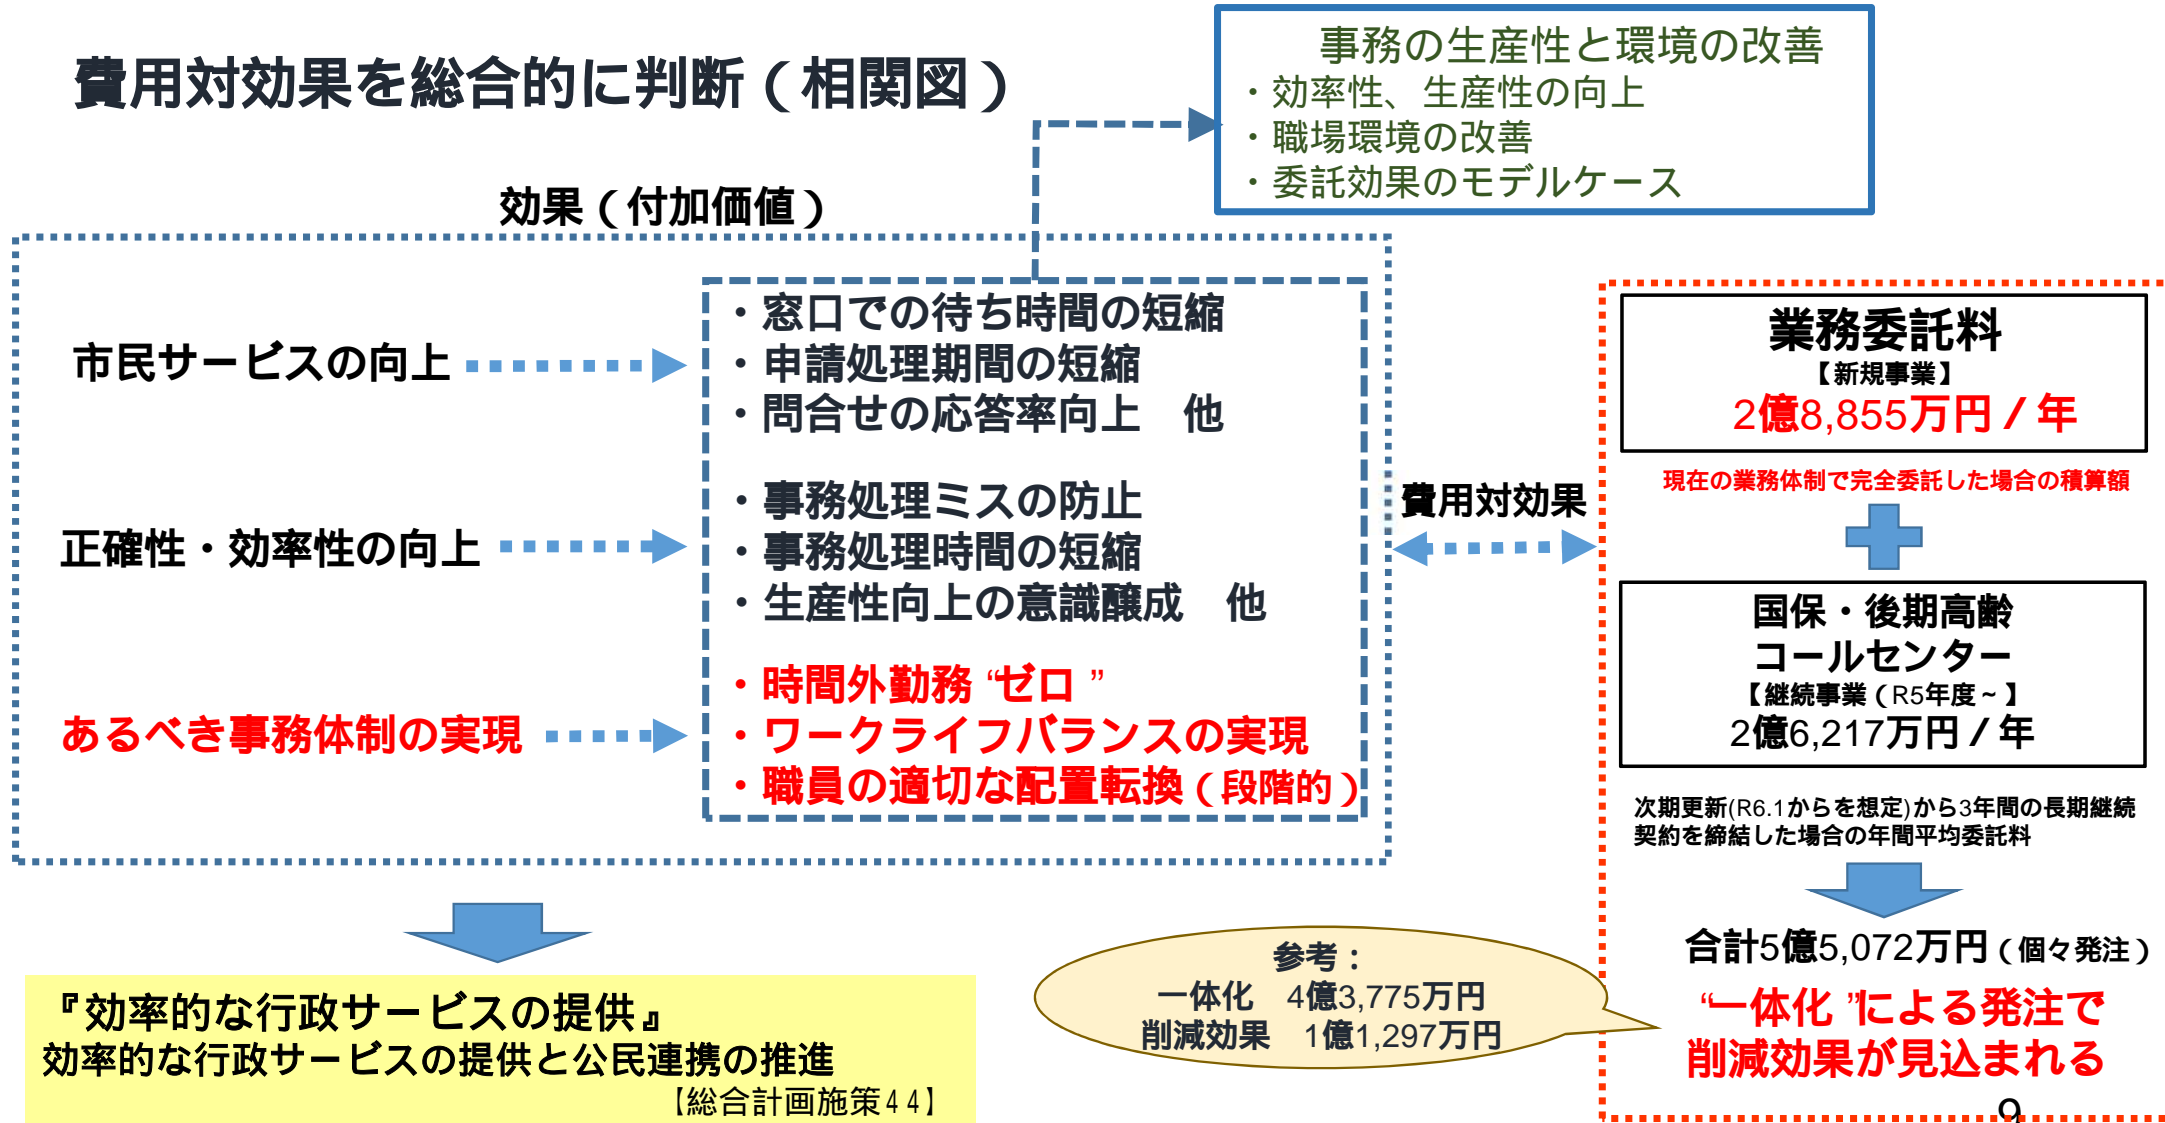 費用対効果を総合的に判断（相関図）
事務の生産性と環境の改善
・効率性、生産性の向上
・職場環境の改善
・委託効果のモデルケース
効果（付加価値）
市民サービスの向上
・窓口での待ち時間の短縮
・申請処理期間の短縮
・問合せの応答率向上　他
正確性・効率性の向上
・事務処理ミスの防止
・事務処理時間の短縮
・生産性向上の意識醸成　他
あるべき事務体制の実現
・時間外勤務“ゼロ”
・ワークライフバランスの実現
・職員の適切な配置転換（段階的）
費用対効果
業務委託料
【新規事業】
2億8,855万円／年
現在の業務体制で完全委託した場合の積算額
国保・後期高齢
コールセンター
【継続事業（R5年度～】
2億6,217万円／年
次期更新(R6.1からを想定)から3年間の長期継続
契約を締結した場合の年間平均委託料
合計5億5,072万円（個々発注）
“一体化”による発注で
削減効果が見込まれる
参考：
一体化　4億3,775万円
削減効果　1億1,297万円
『効率的な行政サービスの提供』
効率的な行政サービスの提供と公民連携の推進
【総合計画施策４４】
9